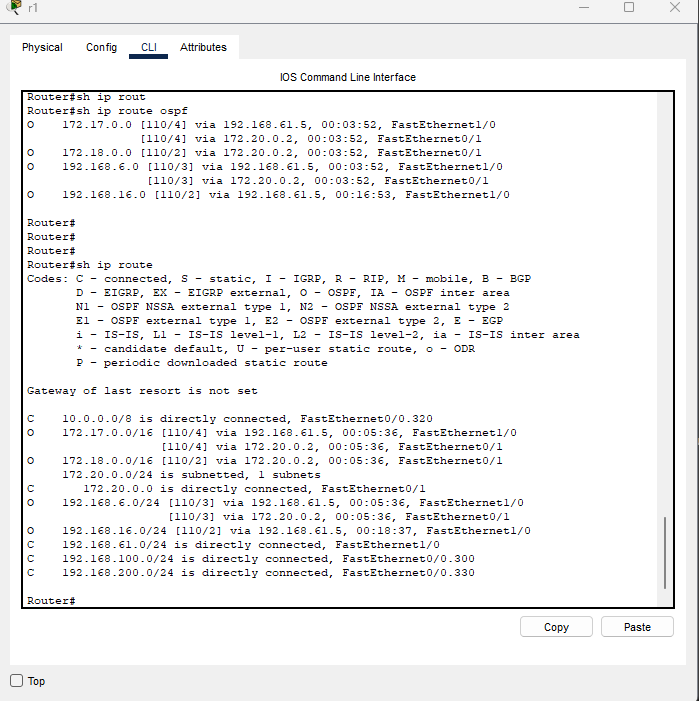 r1
Physical Config CLI Attributes
IOS Command Line Interface
Router#sh ip rout
Router#sh ip route ospf
O    172.17.0.0 [110/4] via 192.168.61.5, 00:03:52, FastEthernet1/0
                [110/4] via 172.20.0.2, 00:03:52, FastEthernet0/1
O    172.18.0.0 [110/2] via 172.20.0.2, 00:03:52, FastEthernet0/1
O    192.168.6.0 [110/3] via 192.168.61.5, 00:03:52, FastEthernet1/0
                 [110/3] via 172.20.0.2, 00:03:52, FastEthernet0/1
O    192.168.16.0 [110/2] via 192.168.61.5, 00:16:53, FastEthernet1/0
Router#
Router#
Router#
Router#sh ip route
Codes: C - connected, S - static, I - IGRP, R - RIP, M - mobile, B - BGP
       D - EIGRP, EX - EIGRP external, O - OSPF, IA - OSPF inter area
       N1 - OSPF NSSA external type 1, N2 - OSPF NSSA external type 2
       E1 - OSPF external type 1, E2 - OSPF external type 2, E - EGP
       i - IS-IS, L1 - IS-IS level-1, L2 - IS-IS level-2, ia - IS-IS inter area
       * - candidate default, U - per-user static route, o - ODR
       P - periodic downloaded static route
Gateway of last resort is not set
C    10.0.0.0/8 is directly connected, FastEthernet0/0.320
O    172.17.0.0/16 [110/4] via 192.168.61.5, 00:05:36, FastEthernet1/0
                   [110/4] via 172.20.0.2, 00:05:36, FastEthernet0/1
O    172.18.0.0/16 [110/2] via 172.20.0.2, 00:05:36, FastEthernet0/1
     172.20.0.0/24 is subnetted, 1 subnets
C       172.20.0.0 is directly connected, FastEthernet0/1
O    192.168.6.0/24 [110/3] via 192.168.61.5, 00:05:36, FastEthernet1/0
                    [110/3] via 172.20.0.2, 00:05:36, FastEthernet0/1
O    192.168.16.0/24 [110/2] via 192.168.61.5, 00:18:37, FastEthernet1/0
C    192.168.61.0/24 is directly connected, FastEthernet1/0
C    192.168.100.0/24 is directly connected, FastEthernet0/0.300
C    192.168.200.0/24 is directly connected, FastEthernet0/0.330
Router#
Copy Paste
Top